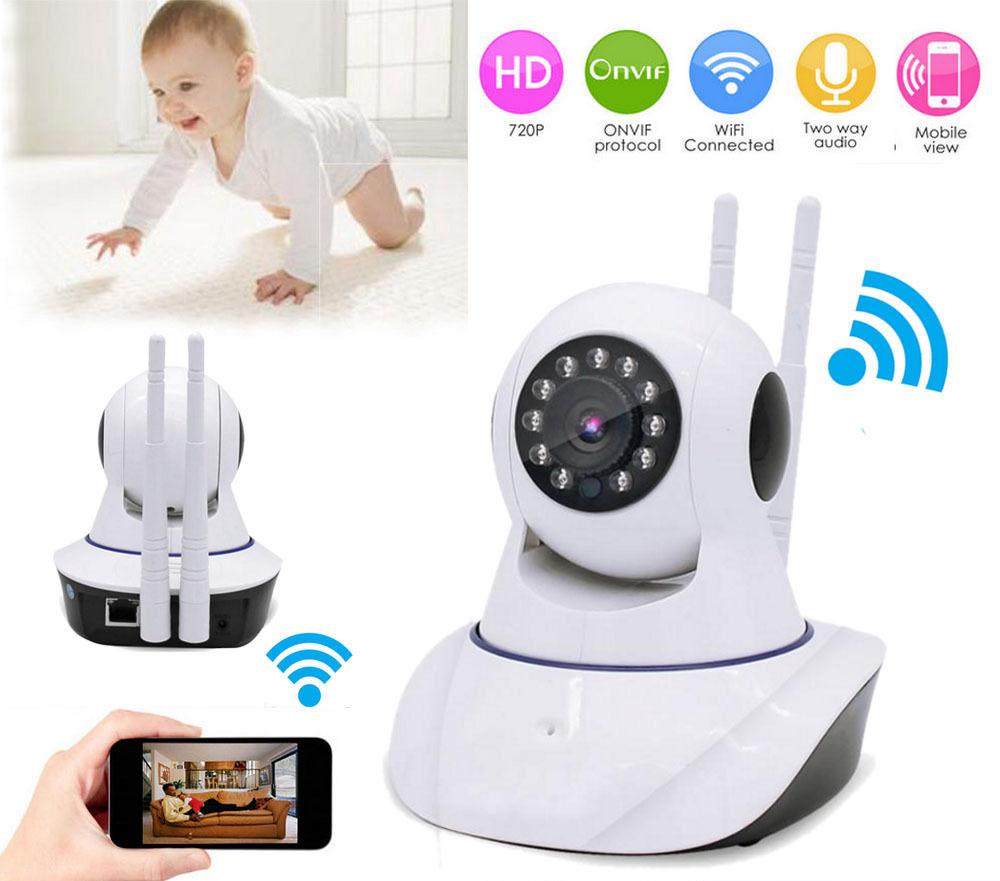 HD
720P
ONVIF
ONVIF
protocol
WiFi
Connected
Two way
audio
Mobile
view